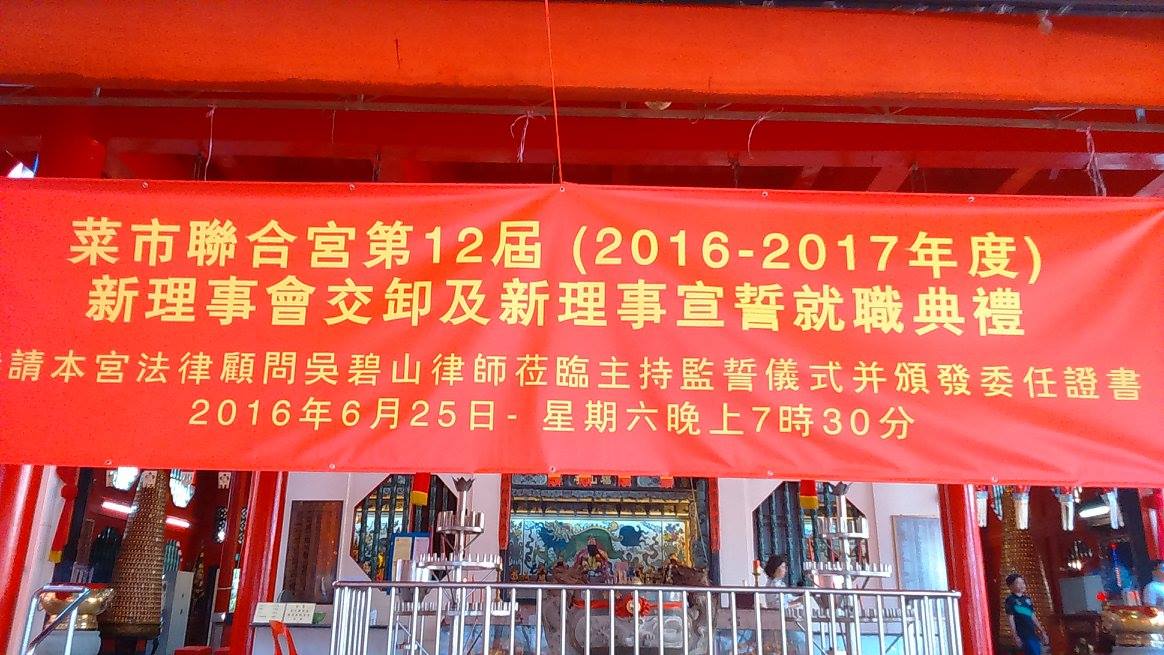 菜市聯合宮第12屆 (2016-2017年度)
新理事會交卸及新理事宣誓就職典禮
請本宮法律顧問吳碧山律師莅臨主持監誓儀式并頒發委任證書
2016年6月25日- 星期六晚上7時30分